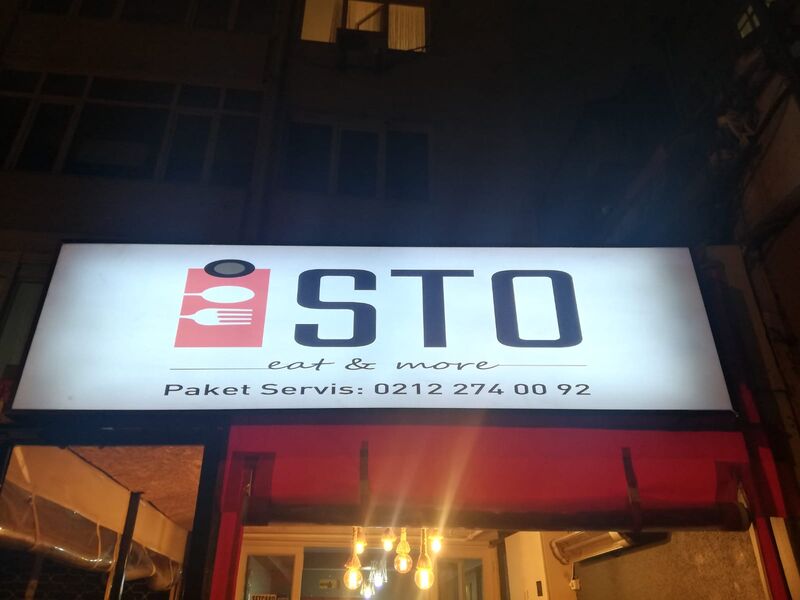 İSTO
eat & more
Paket Servis: 0212 274 00 92